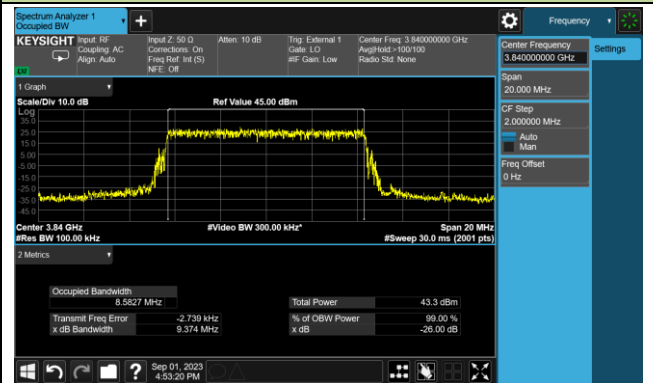 Spectrum Analyzer 1
Occupied BW
Frequency
KEYSIGHT
Input: RF
Coupling: AC
Align: Auto
Input Z: 50 Ω
Corrections: On
Freq Ref: Int (S)
NFE: Off
Atten: 10 dB
Trig: External 1
Gate: LO
#IF Gain: Low
Center Freq: 3.840000000 GHz
Avg|Hold:>100/100
Radio Std: None
Center Frequency
3.840000000 GHz
Settings
Span
20.000 MHz
CF Step
2.000000 MHz
Auto
Man
Freq Offset
0 Hz
1 Graph
Scale/Div 10.0 dB
Ref Value 45.00 dBm
Log
35.0
25.0
15.0
5.00
-5.00
-15.0
-25.0
-35.0
-45.0
Center 3.84 GHz
#Video BW 300.00 kHz*
Span 20 MHz
#Res BW 100.00 kHz
#Sweep 30.0 ms (2001 pts)
2 Metrics
Occupied Bandwidth
8.5827 MHz
Total Power
43.3 dBm
Transmit Freq Error
-2.739 kHz
% of OBW Power
99.00 %
x dB Bandwidth
9.374 MHz
x dB
-26.00 dB
Sep 01, 2023
4:53:20 PM